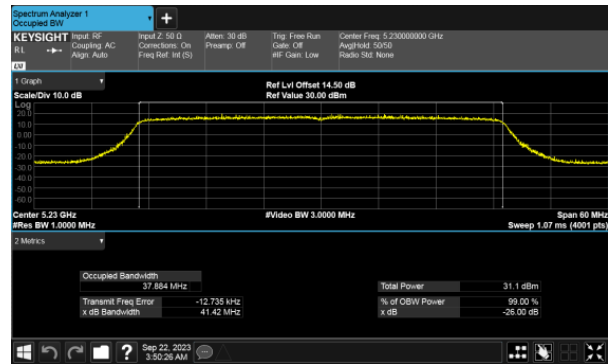 Spectrum Analyzer 1
Occupied BW
+
KEYSIGHT Input: RF Input Z: 50 Ω Atten: 30 dB Trig: Free Run Center Freq: 5.230000000 GHz
RL Coupling: AC Corrections: On Preamp: Off Gate: Off Avg|Hold: 50/50
Align: Auto Freq Ref: Int (S) #IF Gain: Low Radio Std: None
LXI
1 Graph
Ref Lvl Offset 14.50 dB
Scale/Div 10.0 dB Ref Value 30.00 dBm
Log
20.0
10.0
0.00
-10.0
-20.0
-30.0
-40.0
-50.0
-60.0
Center 5.23 GHz #Video BW 3.0000 MHz Span 60 MHz
#Res BW 1.0000 MHz Sweep 1.07 ms (4001 pts)
2 Metrics
Occupied Bandwidth
37.884 MHz Total Power 31.1 dBm
Transmit Freq Error -12.735 kHz % of OBW Power 99.00 %
x dB Bandwidth 41.42 MHz x dB -26.00 dB
? Sep 22, 2023
3:50:26 AM